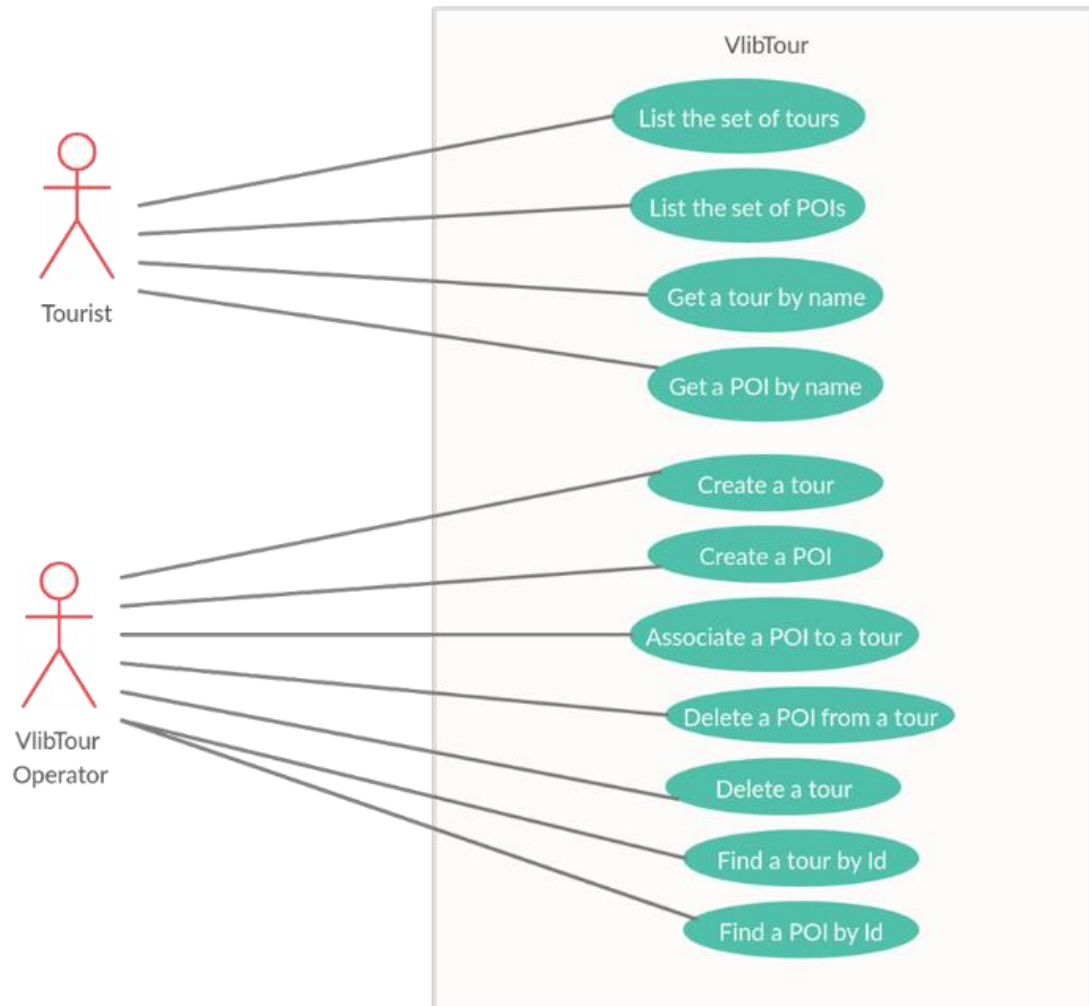 VlibTour
List the set of tours
List the set of POIs
Get a tour by name
Get a POI by name
Tourist
Create a tour
Create a POI
Associate a POI to a tour
Delete a POI from a tour
Delete a tour
Find a tour by Id
Find a POI by Id
VlibTour
Operator